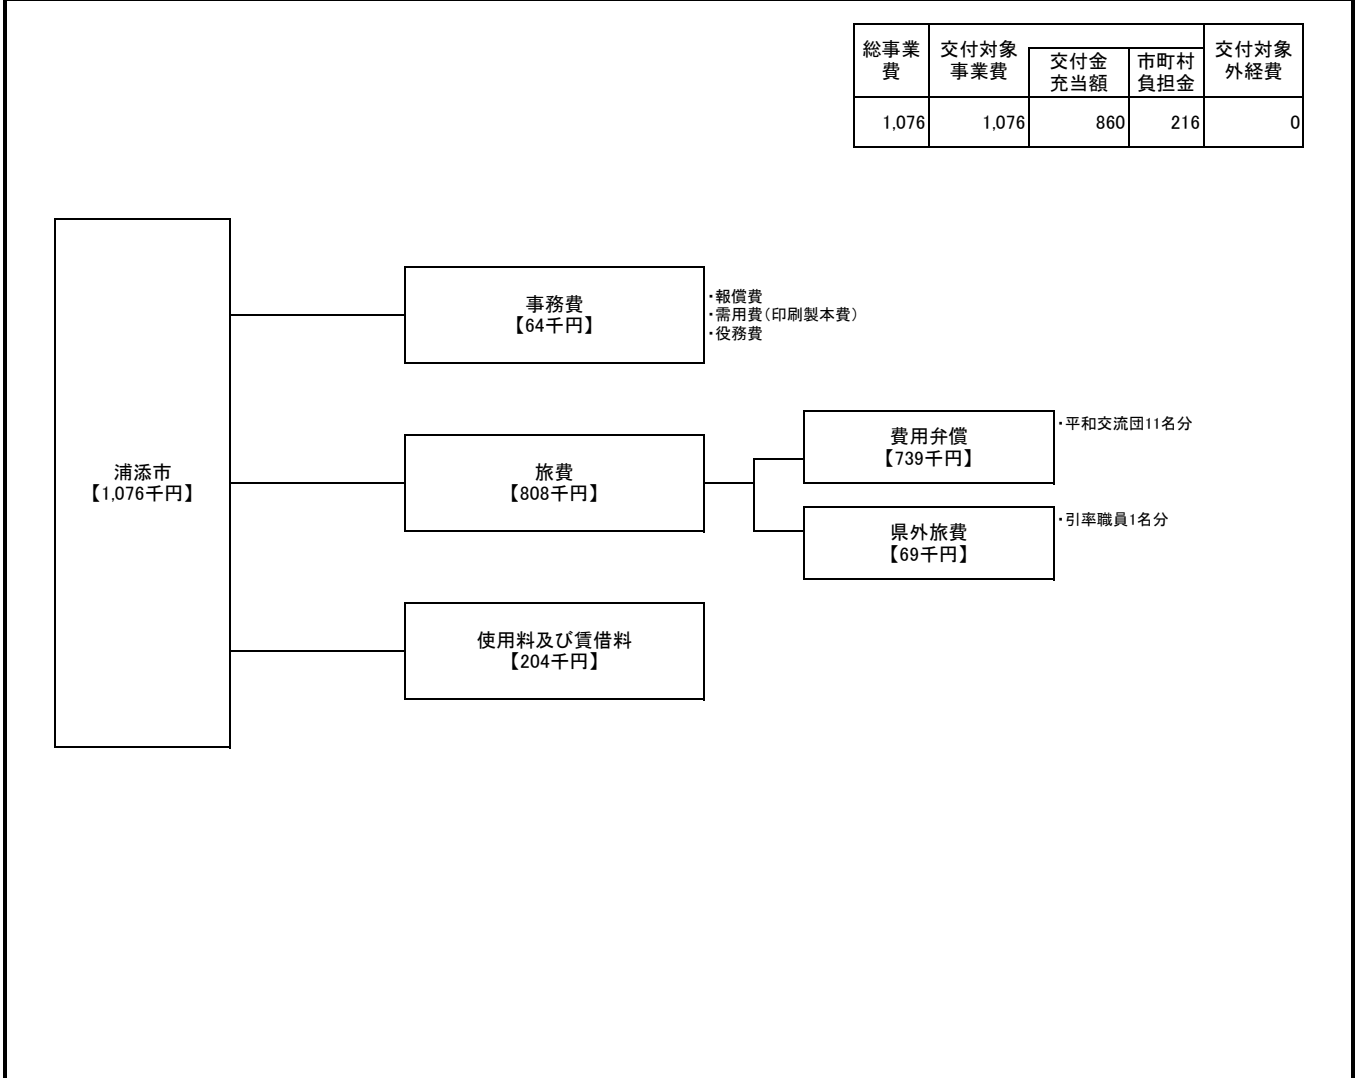 総事業
費
交付対象
事業費
交付金
充当額
市町村
負担金
交付対象
外経費
1,076
1,076
860
216
0
事務費
【64千円】
・報償費
・需用費（印刷製本費）
・役務費
浦添市
【1,076千円】
旅費
【808千円】
費用弁償
【739千円】
・平和交流団11名分
県外旅費
【69千円】
・引率職員1名分
使用料及び賃借料
【204千円】